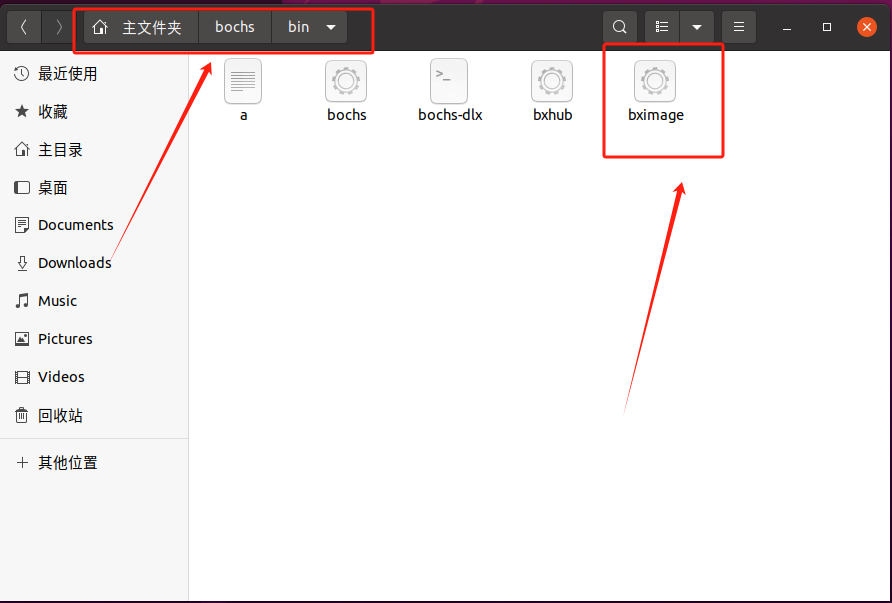 主文件夹 bochs bin
最近使用
收藏
主目录
桌面
Documents
Downloads
Music
Pictures
Videos
回收站
其他位置
a bochs bochs-dlx bxhub bximage